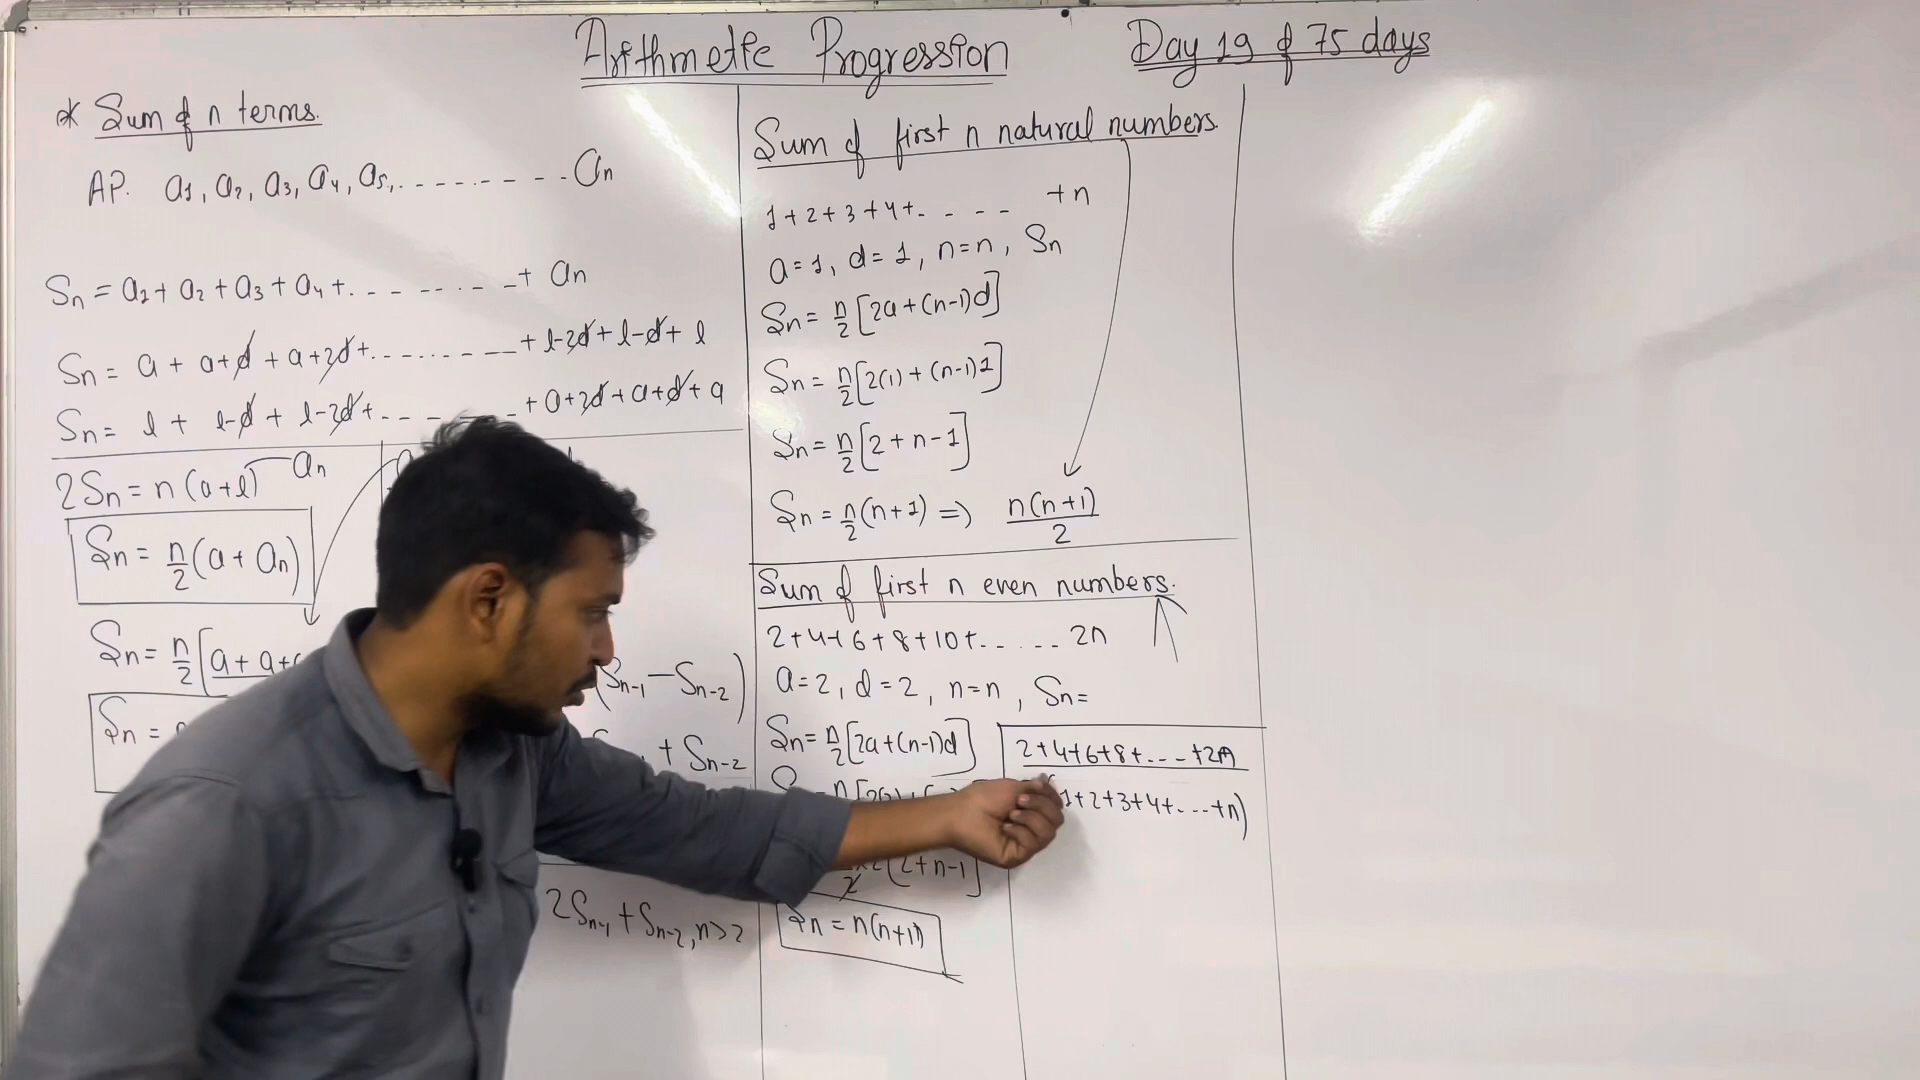 Arithmetic Progression
Day 19 of 75 days
* Sum of n terms.
AP. a1, a2, a3, a4, a5, . - - - - - - - an
Sn = a1 + a2 + a3 + a4 + . - - - - - - + an
Sn = a + a+d + a+2d + . - - - - - - + l-2d + l-d + l
Sn = l + l-d + l-2d + . - - - - + a+2d + a+d + a
2Sn = n (a+l) an
Sn = n/2 (a + an)
Sn = n/2 [a + a+
Sn =
Sn-1 - Sn-2)
+ Sn-2
2Sn-1 + Sn-2, n>2
Sum of first n natural numbers.
1+2+3+4+. - - - +n
a=1, d=1, n=n, Sn
Sn = n/2 [2a+(n-1)d]
Sn = n/2 [2(1) + (n-1)1]
Sn = n/2 [2 + n-1]
Sn = n/2 (n+1) => n(n+1)/2
Sum of first n even numbers.
2+4+6+8+10+. . . . . 2n
a=2, d=2, n=n, Sn=
Sn = n/2 [2a+(n-1)d]
[2+n-1]
Sn = n(n+1)
2+4+6+8+. - - +2n
1+2+3+4+. - - +n)